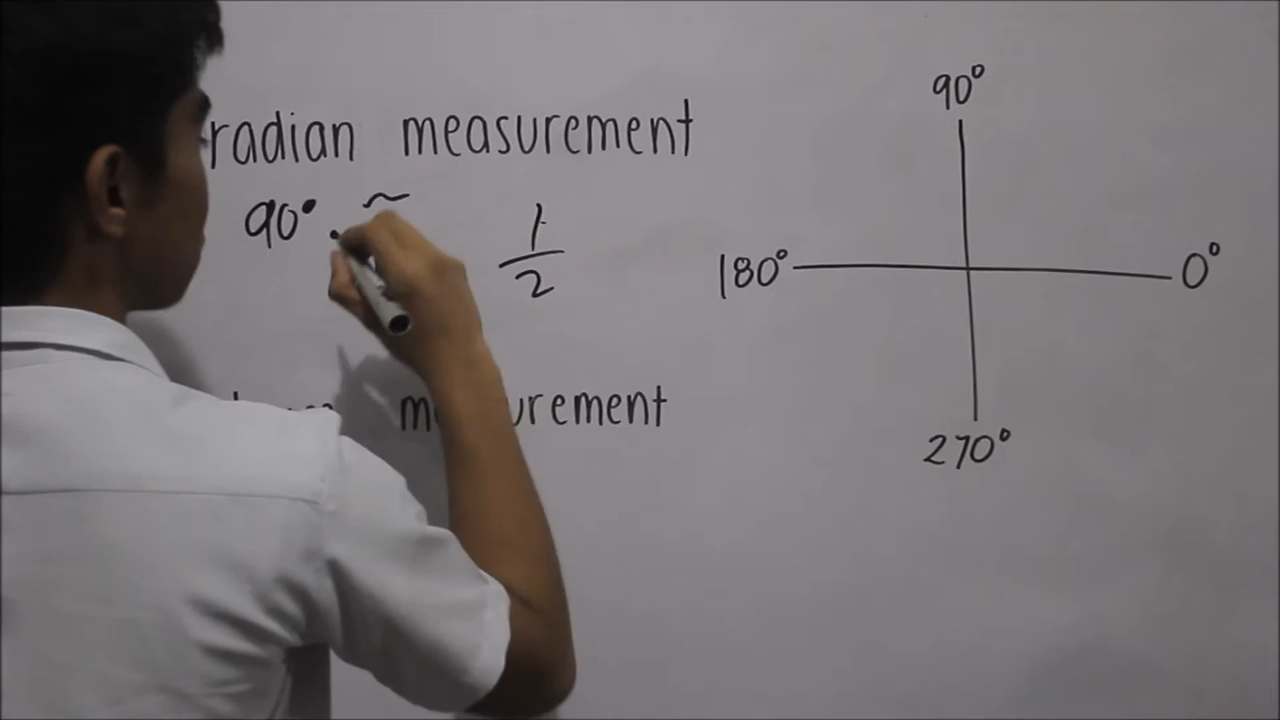 radian measurement
90° · ~
1
2
urement
90°
180°
0°
270°